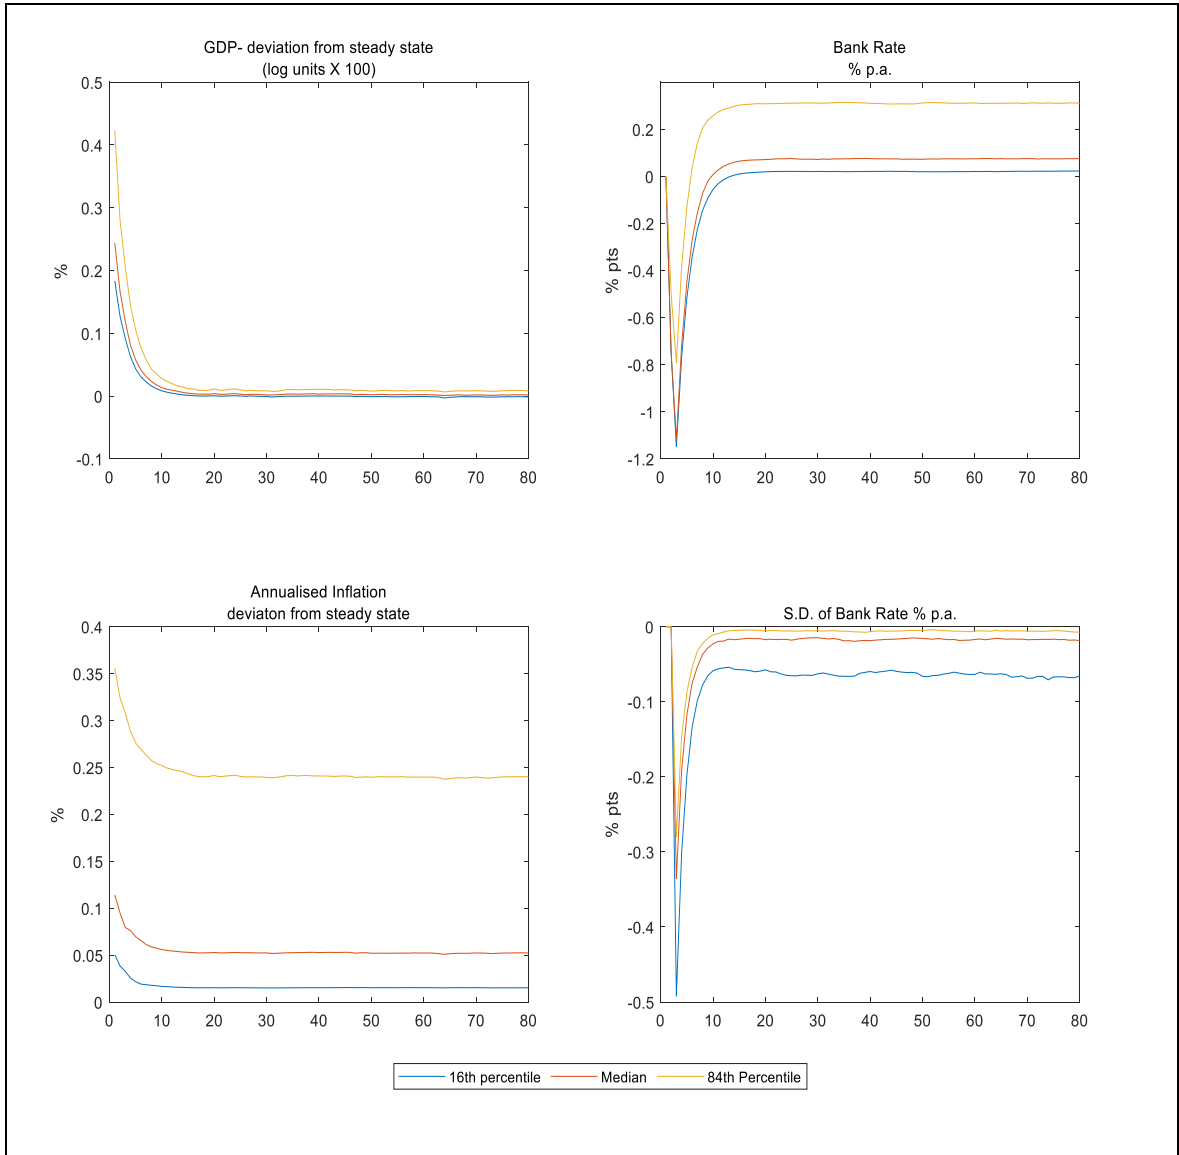 GDP- deviation from steady state
(log units X 100)
0.5
0.4
0.3
0.2
0.1
0
-0.1
%
0 10 20 30 40 50 60 70 80
Bank Rate
% p.a.
0.2
0
-0.2
-0.4
-0.6
-0.8
-1
-1.2
% pts
0 10 20 30 40 50 60 70 80
Annualised Inflation
deviaton from steady state
0.4
0.35
0.3
0.25
0.2
0.15
0.1
0.05
0
%
0 10 20 30 40 50 60 70 80
S.D. of Bank Rate % p.a.
0
-0.1
-0.2
-0.3
-0.4
-0.5
% pts
0 10 20 30 40 50 60 70 80
16th percentile Median 84th Percentile